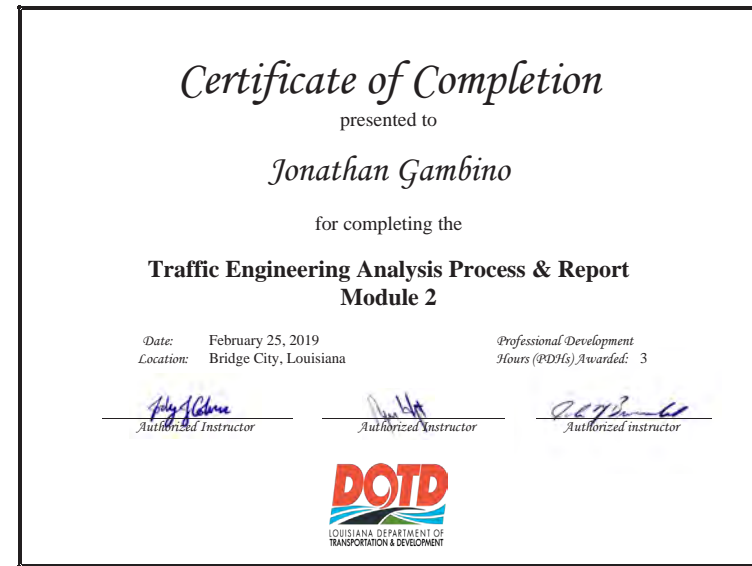 Certificate of Completion
presented to
Jonathan Gambino
for completing the
Traffic Engineering Analysis Process & Report
Module 2
Date: February 25, 2019
Location: Bridge City, Louisiana
Professional Development
Hours (PDHs) Awarded: 3
Authorized Instructor
Authorized Instructor
Authorized instructor
DOTD
LOUISIANA DEPARTMENT OF
TRANSPORTATION & DEVELOPMENT